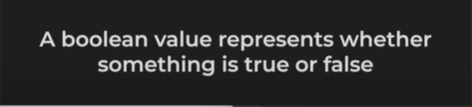 A boolean value represents whether
something is true or false